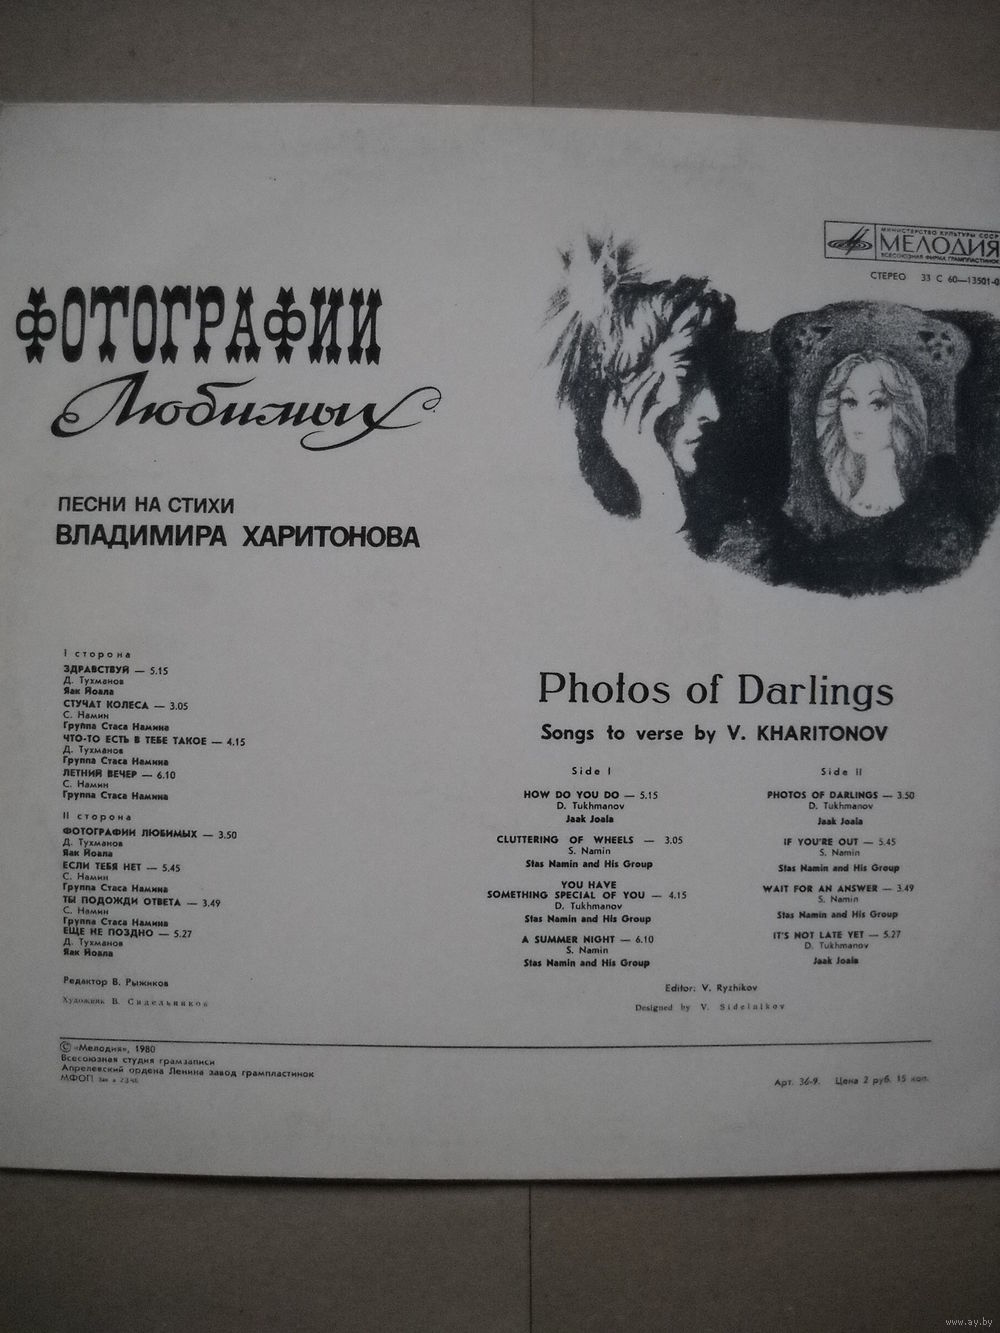 МИНИСТЕРСТВО КУЛЬТУРЫ СССР
МЕЛОДИЯ
ВСЕСОЮЗНАЯ ФИРМА ГРАМПЛАСТИНОК
СТЕРЕО 33 С 60—13501-0
ФОТОГРАФИИ
Любимых
ПЕСНИ НА СТИХИ
ВЛАДИМИРА ХАРИТОНОВА
I сторона
ЗДРАВСТВУЙ — 5.15
Д. Тухманов
Яак Йоала
СТУЧАТ КОЛЕСА — 3.05
С. Намин
Группа Стаса Намина
ЧТО-ТО ЕСТЬ В ТЕБЕ ТАКОЕ — 4.15
Д. Тухманов
Группа Стаса Намина
ЛЕТНИЙ ВЕЧЕР — 6.10
С. Намин
Группа Стаса Намина
II сторона
ФОТОГРАФИИ ЛЮБИМЫХ — 3.50
Д. Тухманов
Яак Йоала
ЕСЛИ ТЕБЯ НЕТ — 5.45
С. Намин
Группа Стаса Намина
ТЫ ПОДОЖДИ ОТВЕТА — 3.49
С. Намин
Группа Стаса Намина
ЕЩЕ НЕ ПОЗДНО — 5.27
Д. Тухманов
Яак Йоала
Редактор В. Рыжиков
Художник В. Сидельников
Photos of Darlings
Songs to verse by V. KHARITONOV
Side I
HOW DO YOU DO — 5.15
D. Tukhmanov
Jaak Joala
CLUTTERING OF WHEELS — 3.05
S. Namin
Stas Namin and His Group
YOU HAVE
SOMETHING SPECIAL OF YOU — 4.15
D. Tukhmanov
Stas Namin and His Group
A SUMMER NIGHT — 6.10
S. Namin
Stas Namin and His Group
Side II
PHOTOS OF DARLINGS — 3.50
D. Tukhmanov
Jaak Joala
IF YOU'RE OUT — 5.45
S. Namin
Stas Namin and His Group
WAIT FOR AN ANSWER — 3.49
S. Namin
Stas Namin and His Group
IT'S NOT LATE YET — 5.27
D. Tukhmanov
Jaak Joala
Editor: V. Ryzhikov
Designed by V. Sidelnikov
© «Мелодия», 1980
Всесоюзная студия грамзаписи
Апрелевский ордена Ленина завод грампластинок
МФОП
Арт. 36-9. Цена 2 руб. 15 коп.
www.ay.by